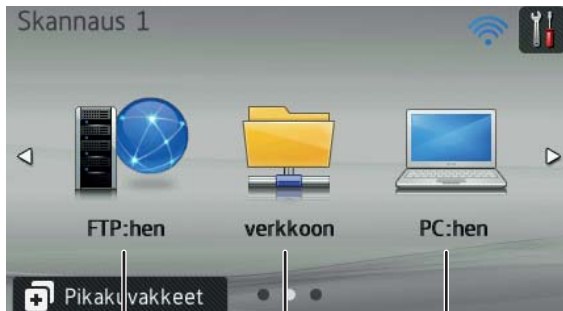 Skannaus 1
FTP:hen
verkkoon
PC:hen
Pikakuvakkeet